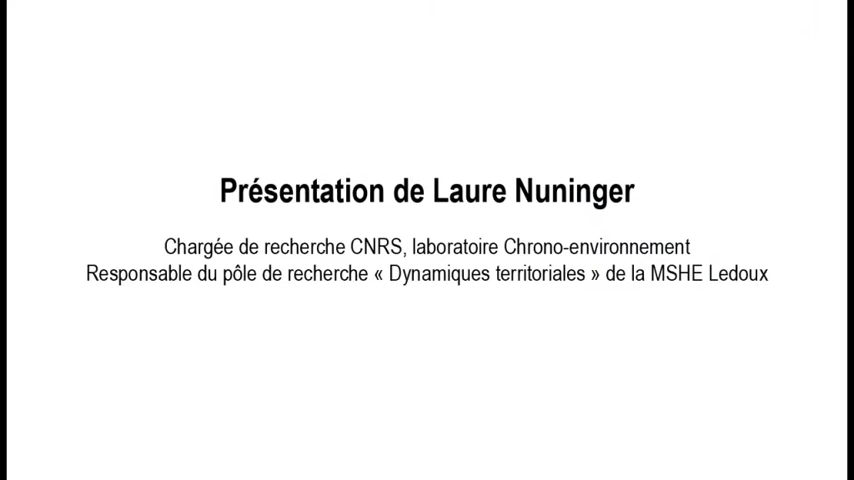 Présentation de Laure Nuninger
Chargée de recherche CNRS, laboratoire Chrono-environnement
Responsable du pôle de recherche « Dynamiques territoriales » de la MSHE Ledoux